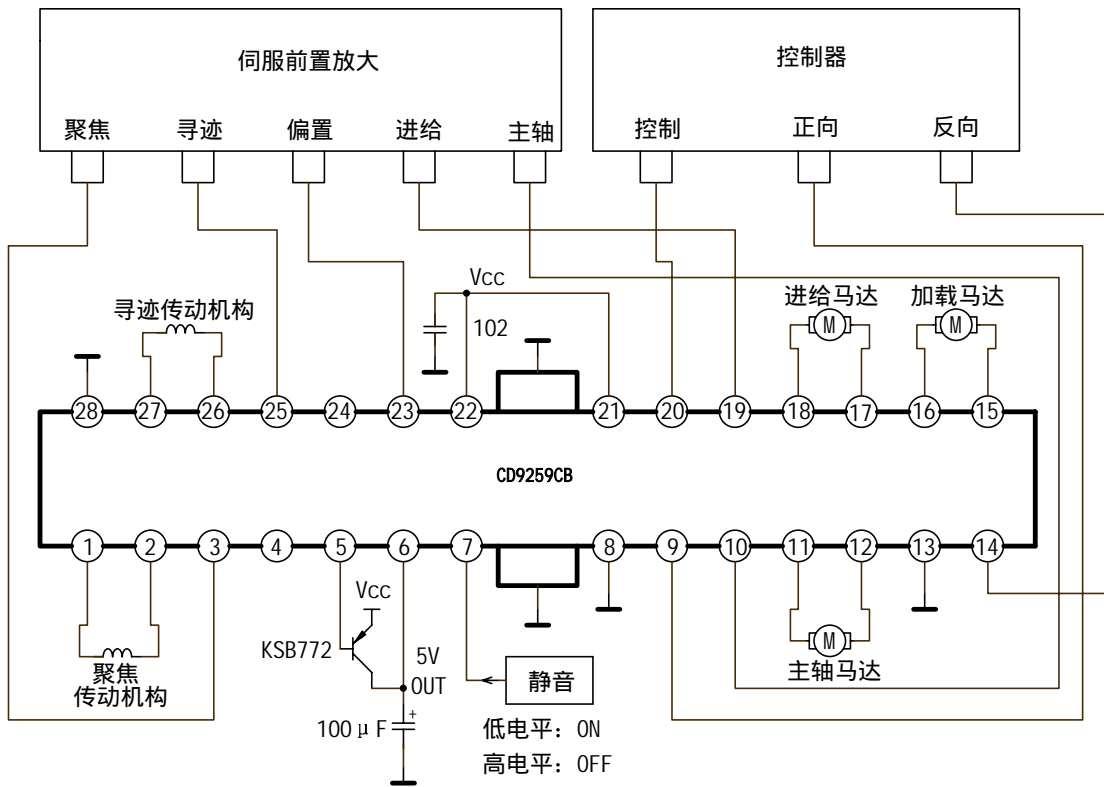 伺服前置放大
控制器
聚焦 寻迹 偏置 进给 主轴
控制 正向 反向
Vcc
102
寻迹传动机构
进给马达
M
加载马达
M
28 27 26 25 24 23 22 21 20 19 18 17 16 15
CD9259CB
1 2 3 4 5 6 7 8 9 10 11 12 13 14
聚焦
传动机构
Vcc
KSB772
5V
OUT
100μF
+
静音
低电平：ON
高电平：OFF
M
主轴马达